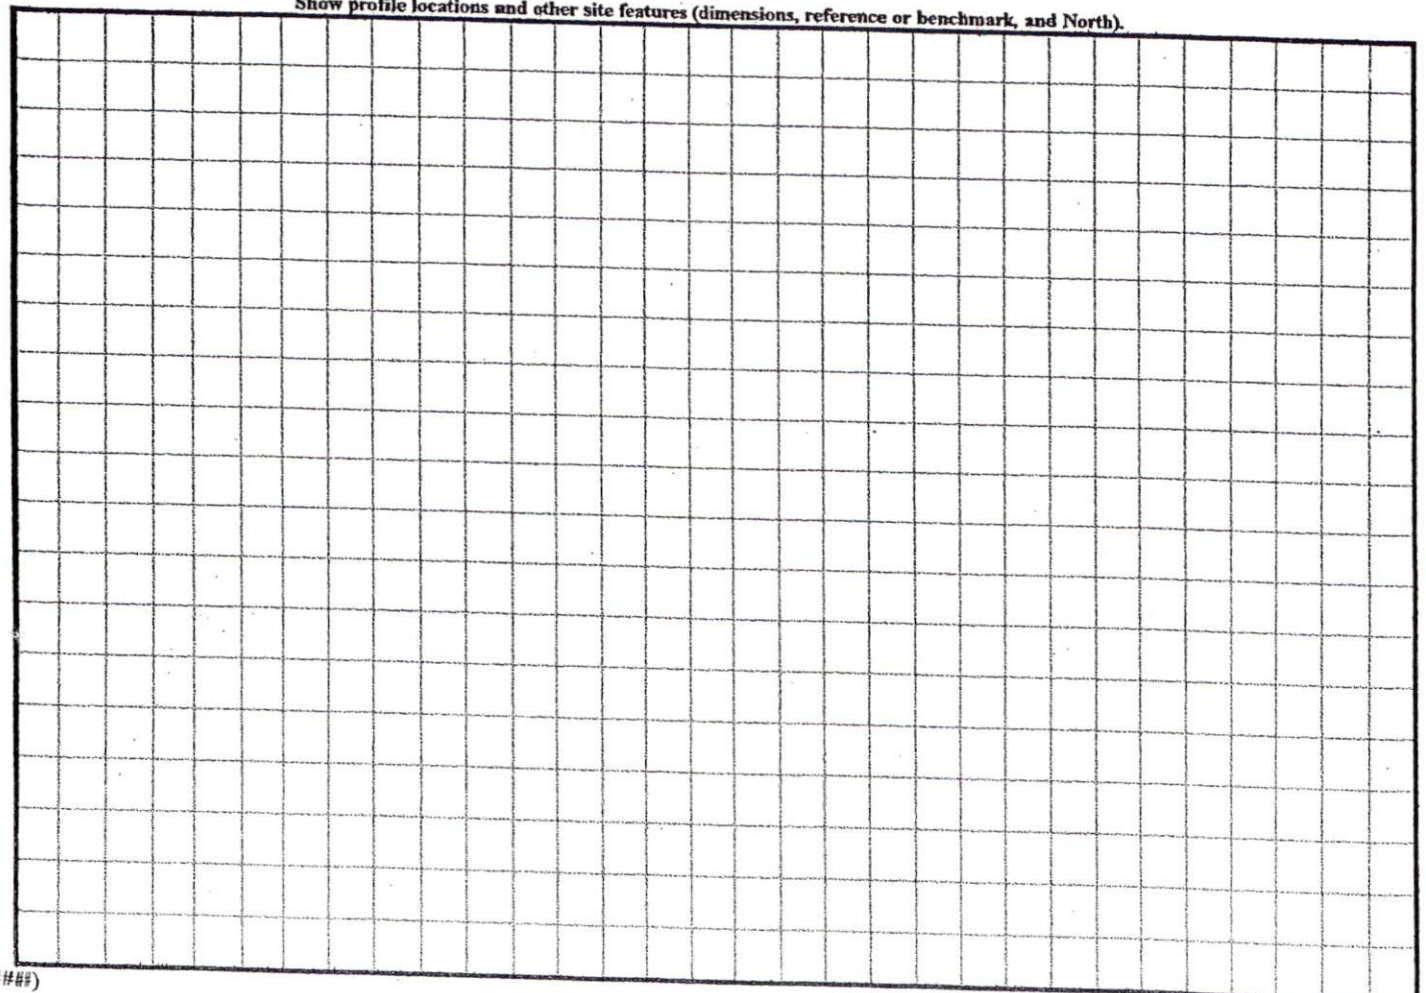 Show profile locations and other site features (dimensions, reference or benchmark, and North).
###)